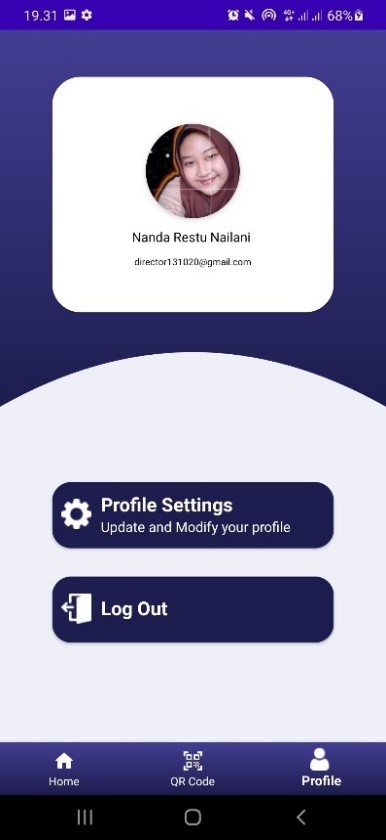 19.31
4G+
68%
Nanda Restu Nailani
director131020@gmail.com
Profile Settings
Update and Modify your profile
Log Out
Home
QR Code
Profile